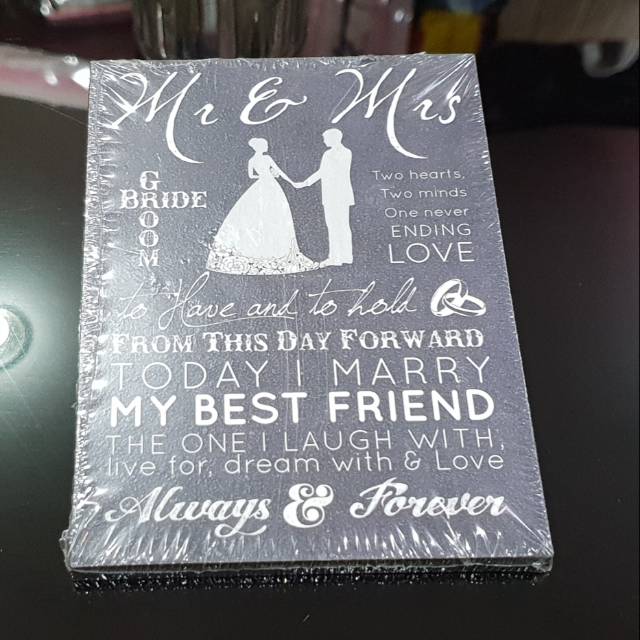 Mr & Mrs
GROOM
BRIDE
Two hearts,
Two minds
One never
ENDING
LOVE
to Have and to hold
FROM THIS DAY FORWARD
TODAY I MARRY
MY BEST FRIEND
THE ONE I LAUGH WITH,
live for, dream with & Love
Always & Forever